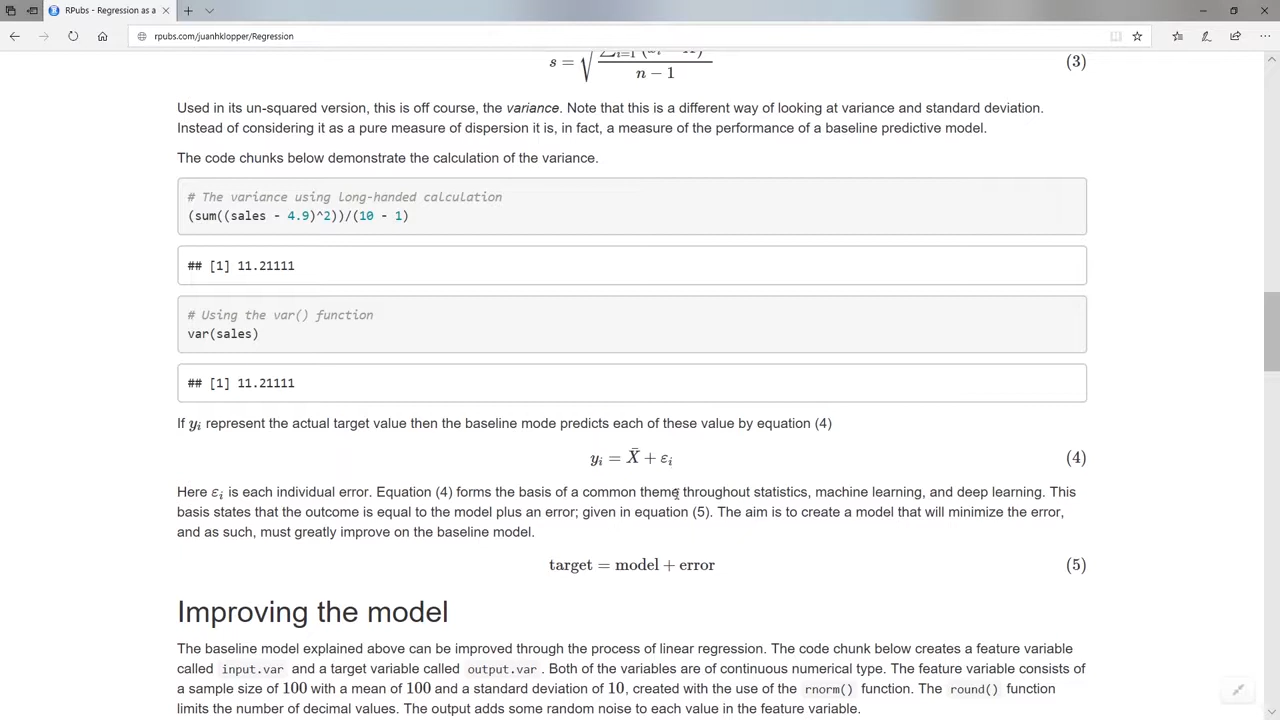 RPubs - Regression as a
rpubs.com/juanhklopper/Regression
s = √ n − 1 (3)
Used in its un-squared version, this is off course, the variance. Note that this is a different way of looking at variance and standard deviation.
Instead of considering it as a pure measure of dispersion it is, in fact, a measure of the performance of a baseline predictive model.
The code chunks below demonstrate the calculation of the variance.
# The variance using long-handed calculation
(sum((sales - 4.9)^2))/(10 - 1)
## [1] 11.21111
# Using the var() function
var(sales)
## [1] 11.21111
If yᵢ represent the actual target value then the baseline mode predicts each of these value by equation (4)
yᵢ = X̄ + εᵢ (4)
Here εᵢ is each individual error. Equation (4) forms the basis of a common theme throughout statistics, machine learning, and deep learning. This
basis states that the outcome is equal to the model plus an error; given in equation (5). The aim is to create a model that will minimize the error,
and as such, must greatly improve on the baseline model.
target = model + error (5)
Improving the model
The baseline model explained above can be improved through the process of linear regression. The code chunk below creates a feature variable
called input.var and a target variable called output.var . Both of the variables are of continuous numerical type. The feature variable consists of
a sample size of 100 with a mean of 100 and a standard deviation of 10, created with the use of the rnorm() function. The round() function
limits the number of decimal values. The output adds some random noise to each value in the feature variable.